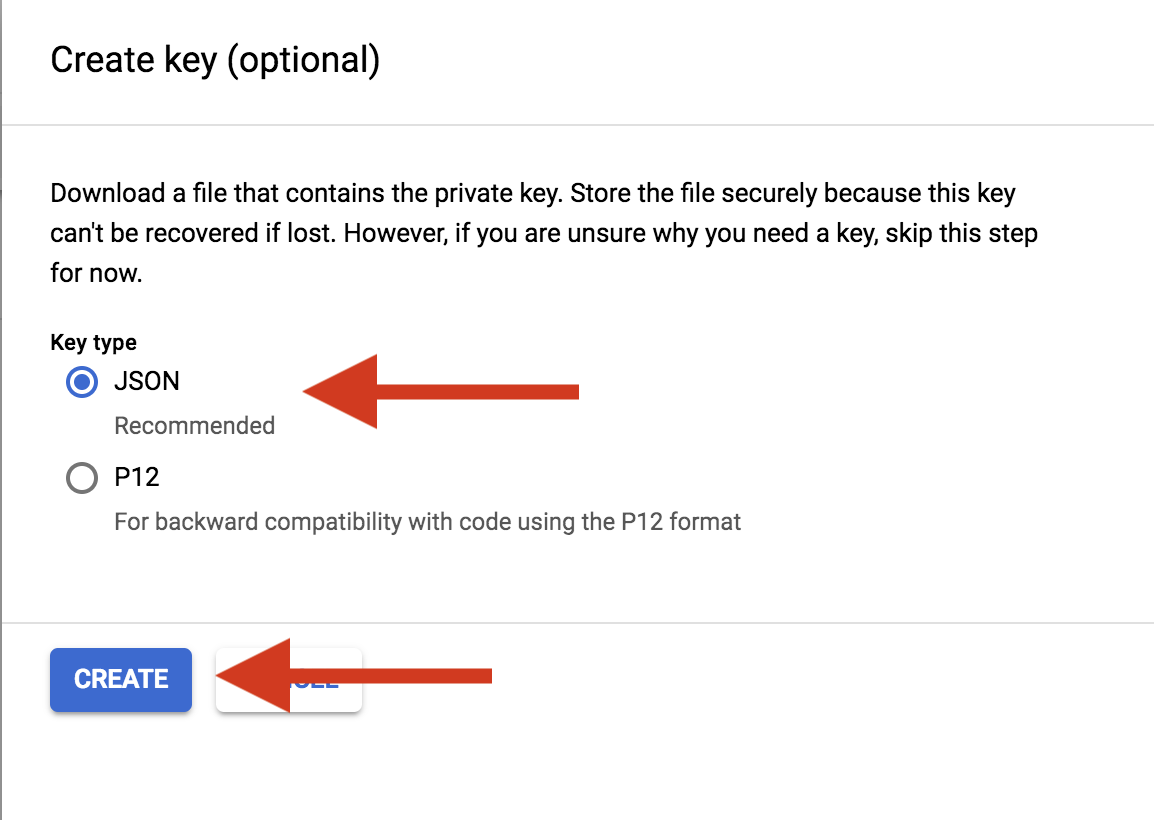 Create key (optional)
Download a file that contains the private key. Store the file securely because this key
can't be recovered if lost. However, if you are unsure why you need a key, skip this step
for now.
Key type
JSON
Recommended
P12
For backward compatibility with code using the P12 format
CREATE